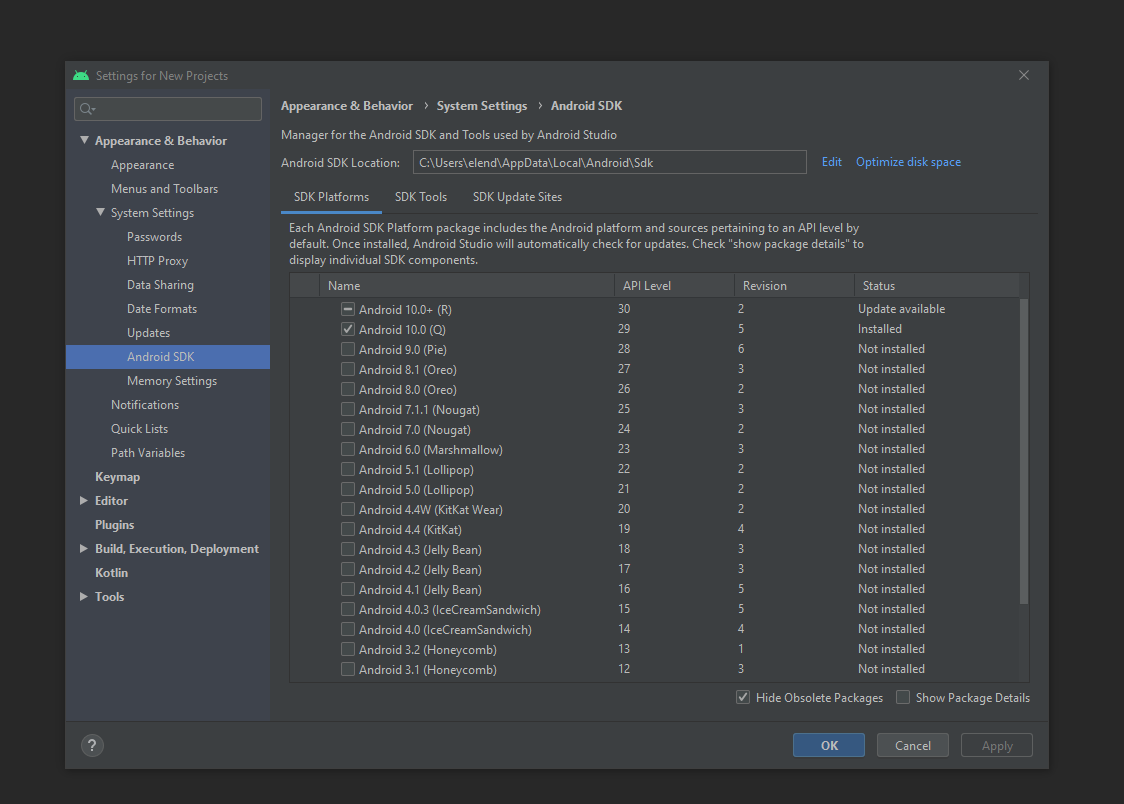 Settings for New Projects
Appearance & Behavior
Appearance
Menus and Toolbars
System Settings
Passwords
HTTP Proxy
Data Sharing
Date Formats
Updates
Android SDK
Memory Settings
Notifications
Quick Lists
Path Variables
Keymap
Editor
Plugins
Build, Execution, Deployment
Kotlin
Tools
Appearance & Behavior › System Settings › Android SDK
Manager for the Android SDK and Tools used by Android Studio
Android SDK Location: C:\Users\elend\AppData\Local\Android\Sdk Edit Optimize disk space
SDK Platforms SDK Tools SDK Update Sites
Each Android SDK Platform package includes the Android platform and sources pertaining to an API level by
default. Once installed, Android Studio will automatically check for updates. Check "show package details" to
display individual SDK components.
Name API Level Revision Status
Android 10.0+ (R) 30 2 Update available
Android 10.0 (Q) 29 5 Installed
Android 9.0 (Pie) 28 6 Not installed
Android 8.1 (Oreo) 27 3 Not installed
Android 8.0 (Oreo) 26 2 Not installed
Android 7.1.1 (Nougat) 25 3 Not installed
Android 7.0 (Nougat) 24 2 Not installed
Android 6.0 (Marshmallow) 23 3 Not installed
Android 5.1 (Lollipop) 22 2 Not installed
Android 5.0 (Lollipop) 21 2 Not installed
Android 4.4W (KitKat Wear) 20 2 Not installed
Android 4.4 (KitKat) 19 4 Not installed
Android 4.3 (Jelly Bean) 18 3 Not installed
Android 4.2 (Jelly Bean) 17 3 Not installed
Android 4.1 (Jelly Bean) 16 5 Not installed
Android 4.0.3 (IceCreamSandwich) 15 5 Not installed
Android 4.0 (IceCreamSandwich) 14 4 Not installed
Android 3.2 (Honeycomb) 13 1 Not installed
Android 3.1 (Honeycomb) 12 3 Not installed
Hide Obsolete Packages Show Package Details
? OK Cancel Apply